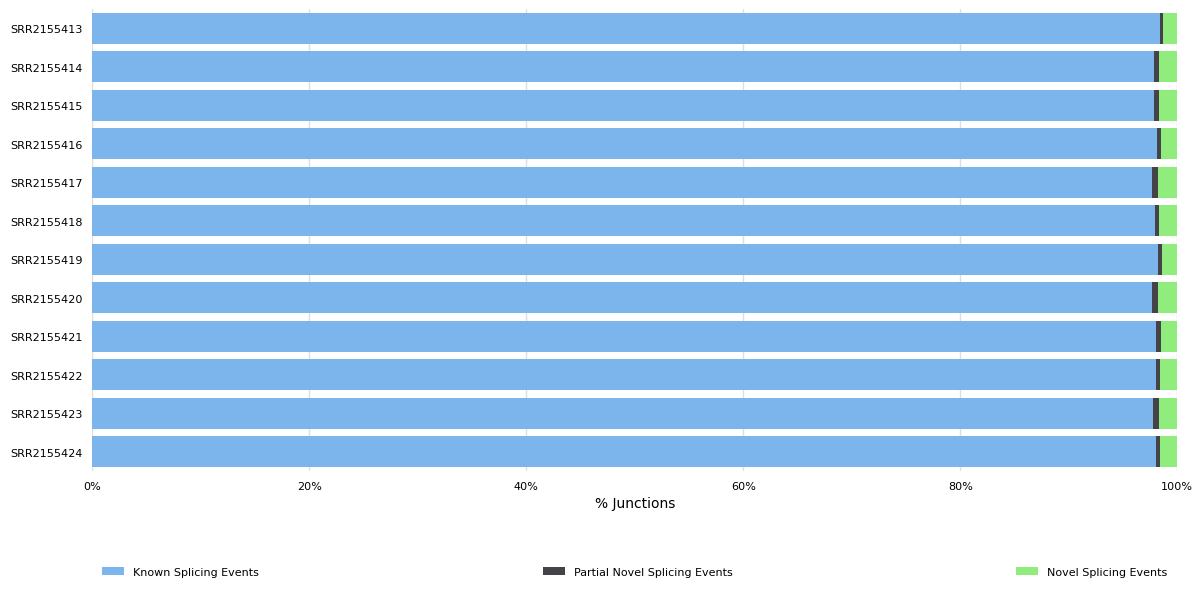 SRR2155413
SRR2155414
SRR2155415
SRR2155416
SRR2155417
SRR2155418
SRR2155419
SRR2155420
SRR2155421
SRR2155422
SRR2155423
SRR2155424
0% 20% 40% 60% 80% 100%
% Junctions
Known Splicing Events Partial Novel Splicing Events Novel Splicing Events